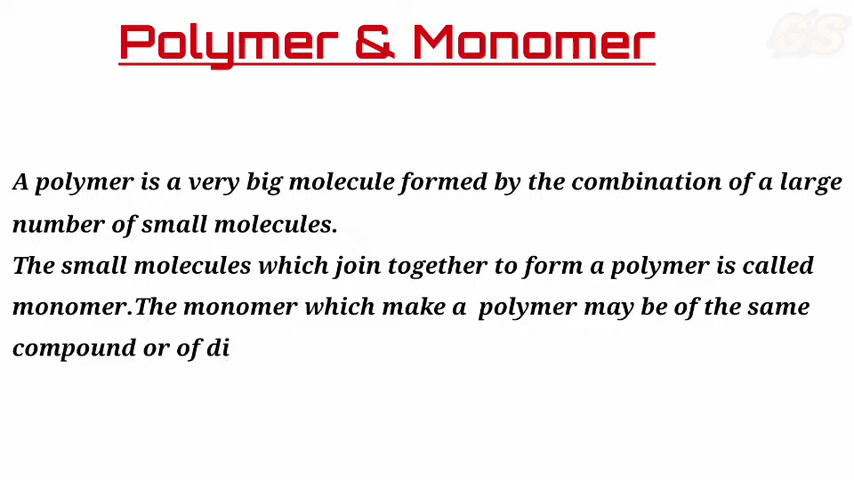 Polymer & Monomer
GS
A polymer is a very big molecule formed by the combination of a large
number of small molecules.
The small molecules which join together to form a polymer is called
monomer.The monomer which make a polymer may be of the same
compound or of di